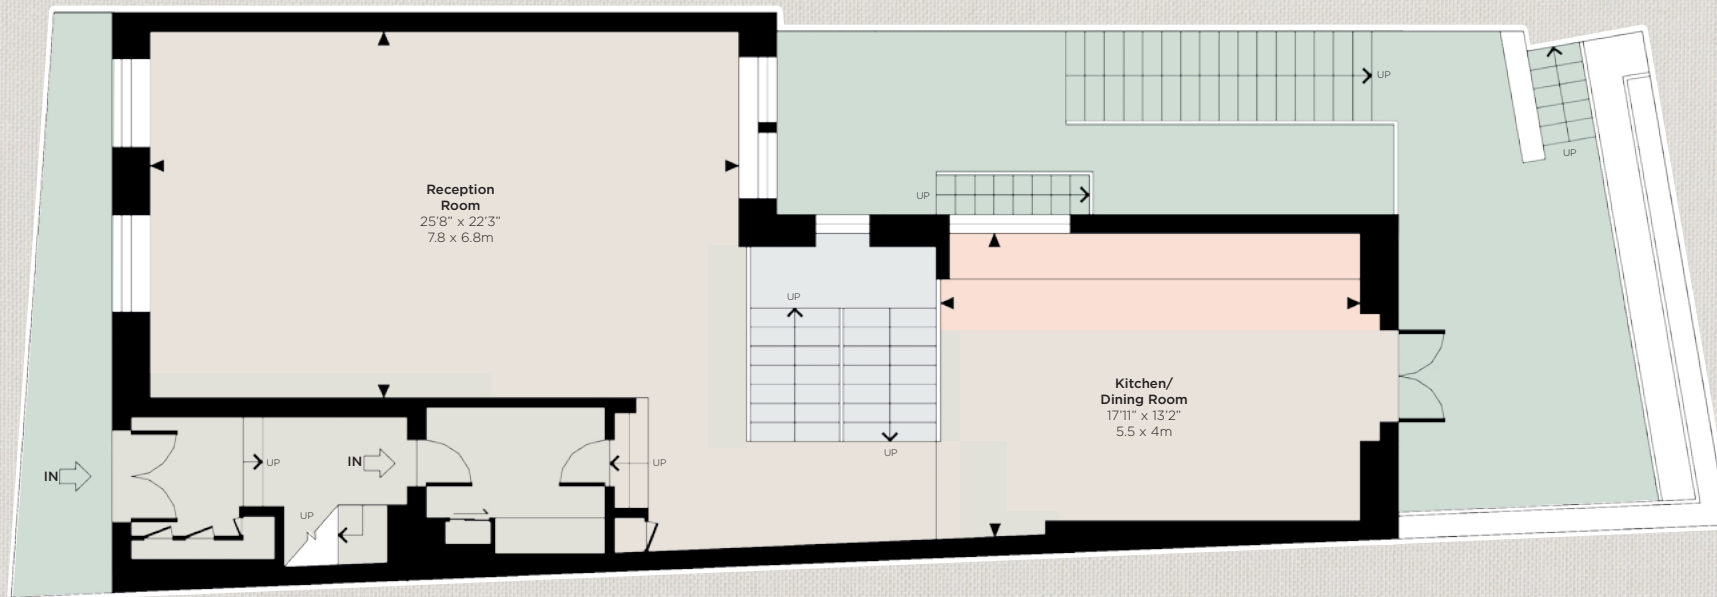 UP
UP
UP
Reception
Room
25'8" x 22'3"
7.8 x 6.8m
UP
Kitchen/
Dining Room
17'11" x 13'2"
5.5 x 4m
UP
IN
UP
IN
UP
UP